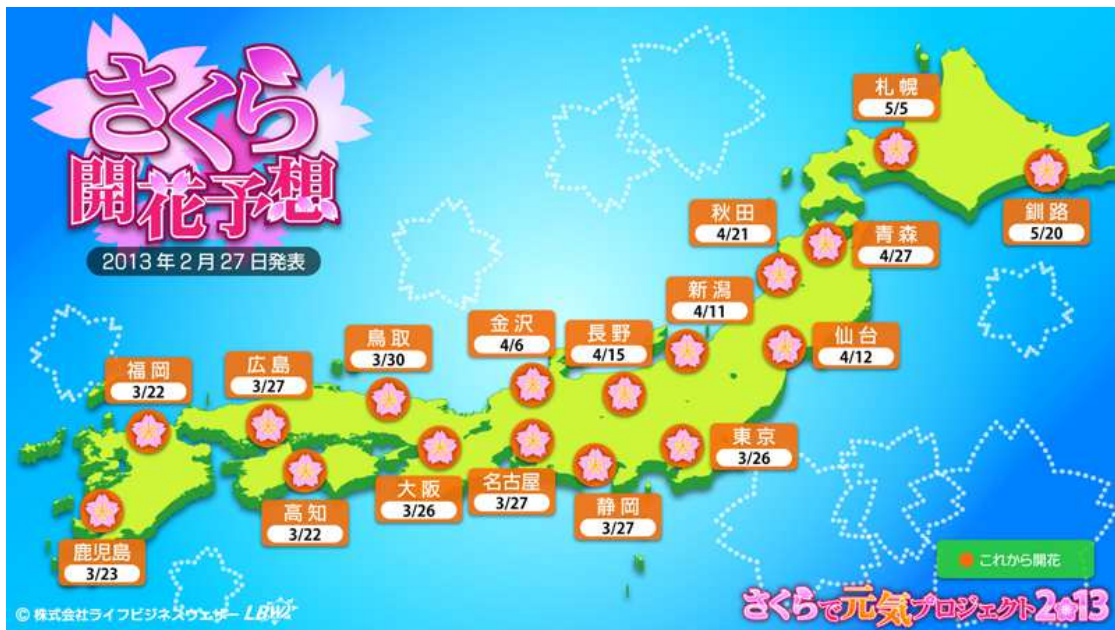 さくら
開花予想
2013年2月27日発表
札幌
5/5
釧路
5/20
秋田
4/21
青森
4/27
新潟
4/11
仙台
4/12
金沢
4/6
長野
4/15
鳥取
3/30
広島
3/27
福岡
3/22
東京
3/26
大阪
3/26
名古屋
3/27
静岡
3/27
高知
3/22
鹿児島
3/23
これから開花
© 株式会社ライフビジネスウェザー LBW
さくらで元気プロジェクト2013